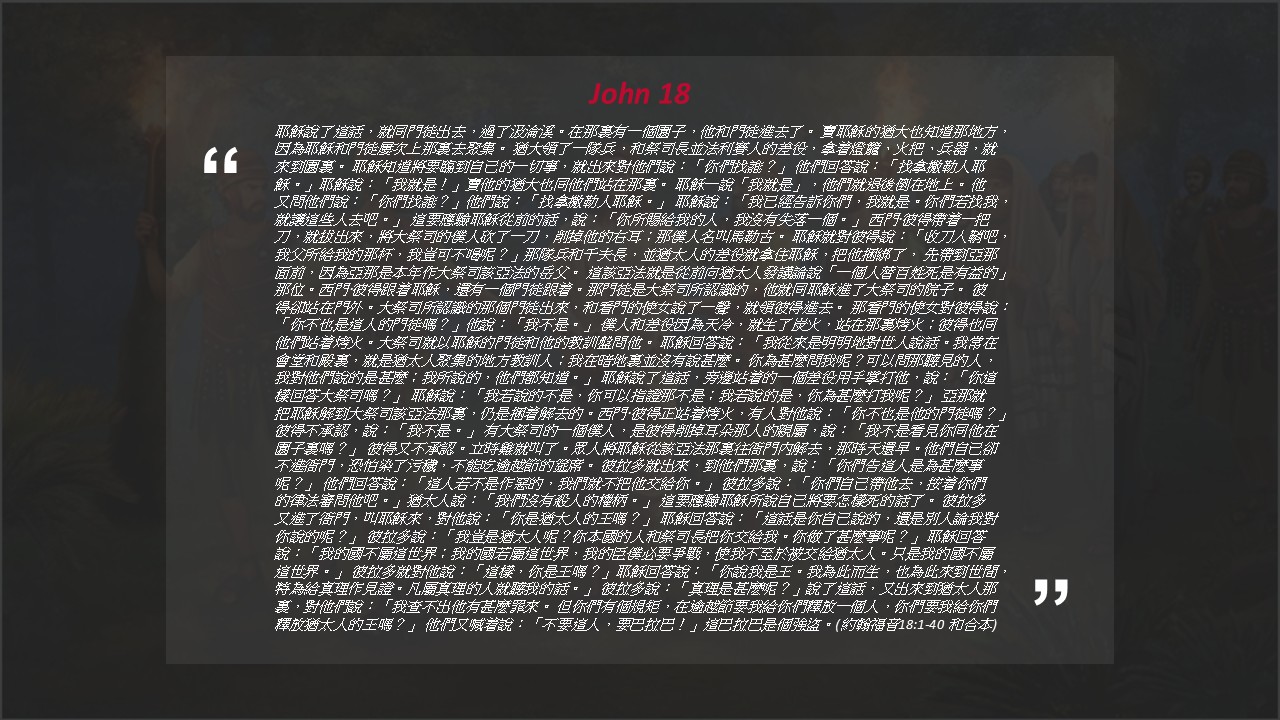 John 18
“
耶穌說了這話，就同門徒出去，過了汲淪溪。在那裏有一個園子，他和門徒進去了。 賣耶穌的猶大也知道那地方，
因為耶穌和門徒屢次上那裏去聚集。 猶大領了一隊兵，和祭司長並法利賽人的差役，拿着燈籠、火把、兵器，就
來到園裏。 耶穌知道將要臨到自己的一切事，就出來對他們說：「你們找誰？」 他們回答說：「找拿撒勒人耶
穌。」耶穌說：「我就是！」賣他的猶大也同他們站在那裏。 耶穌一說「我就是」，他們就退後倒在地上。 他
又問他們說：「你們找誰？」他們說：「找拿撒勒人耶穌。」 耶穌說：「我已經告訴你們，我就是。你們若找我，
就讓這些人去吧。」 這要應驗耶穌從前的話，說：「你所賜給我的人，我沒有失落一個。」 西門·彼得帶着一把
刀，就拔出來，將大祭司的僕人砍了一刀，削掉他的右耳；那僕人名叫馬勒古。 耶穌就對彼得說：「收刀入鞘吧，
我父所給我的那杯，我豈可不喝呢？」那隊兵和千夫長，並猶太人的差役就拿住耶穌，把他捆綁了， 先帶到亞那
面前，因為亞那是本年作大祭司該亞法的岳父。 這該亞法就是從前向猶太人發議論說「一個人替百姓死是有益的」
那位。西門·彼得跟着耶穌，還有一個門徒跟着。那門徒是大祭司所認識的，他就同耶穌進了大祭司的院子。 彼
得卻站在門外。大祭司所認識的那個門徒出來，和看門的使女說了一聲，就領彼得進去。 那看門的使女對彼得說：
「你不也是這人的門徒嗎？」他說：「我不是。」 僕人和差役因為天冷，就生了炭火，站在那裏烤火；彼得也同
他們站着烤火。大祭司就以耶穌的門徒和他的教訓盤問他。 耶穌回答說：「我從來是明明地對世人說話。我常在
會堂和殿裏，就是猶太人聚集的地方教訓人；我在暗地裏並沒有說甚麼。 你為甚麼問我呢？可以問那聽見的人，
我對他們說的是甚麼；我所說的，他們都知道。」 耶穌說了這話，旁邊站着的一個差役用手掌打他，說：「你這
樣回答大祭司嗎？」 耶穌說：「我若說的不是，你可以指證那不是；我若說的是，你為甚麼打我呢？」 亞那就
把耶穌解到大祭司該亞法那裏，仍是捆着解去的。西門·彼得正站着烤火，有人對他說：「你不也是他的門徒嗎？」
彼得不承認，說：「我不是。」 有大祭司的一個僕人，是彼得削掉耳朵那人的親屬，說：「我不是看見你同他在
園子裏嗎？」 彼得又不承認。立時雞就叫了。眾人將耶穌從該亞法那裏往衙門內解去，那時天還早。他們自己卻
不進衙門，恐怕染了污穢，不能吃逾越節的筵席。 彼拉多就出來，到他們那裏，說：「你們告這人是為甚麼事
呢？」 他們回答說：「這人若不是作惡的，我們就不把他交給你。」 彼拉多說：「你們自己帶他去，按着你們
的律法審問他吧。」猶太人說：「我們沒有殺人的權柄。」 這要應驗耶穌所說自己將要怎樣死的話了。 彼拉多
又進了衙門，叫耶穌來，對他說：「你是猶太人的王嗎？」 耶穌回答說：「這話是你自己說的，還是別人論我對
你說的呢？」 彼拉多說：「我豈是猶太人呢？你本國的人和祭司長把你交給我。你做了甚麼事呢？」 耶穌回答
說：「我的國不屬這世界；我的國若屬這世界，我的臣僕必要爭戰，使我不至於被交給猶太人。只是我的國不屬
這世界。」 彼拉多就對他說：「這樣，你是王嗎？」耶穌回答說：「你說我是王。我為此而生，也為此來到世間，
特為給真理作見證。凡屬真理的人就聽我的話。」 彼拉多說：「真理是甚麼呢？」說了這話，又出來到猶太人那
裏，對他們說：「我查不出他有甚麼罪來。 但你們有個規矩，在逾越節要我給你們釋放一個人，你們要我給你們
釋放猶太人的王嗎？」 他們又喊着說：「不要這人，要巴拉巴！」這巴拉巴是個強盜。(約翰福音18:1-40 和合本)
”